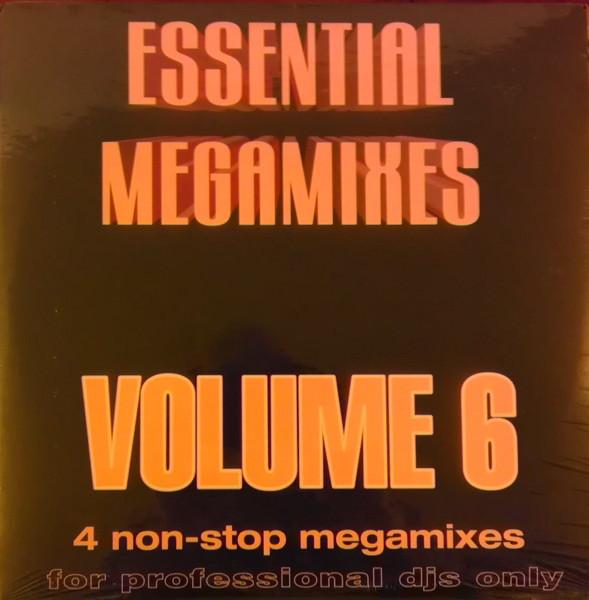 ESSENTIAL
MEGAMIXES
VOLUME 6
4 non-stop megamixes
for professional djs only